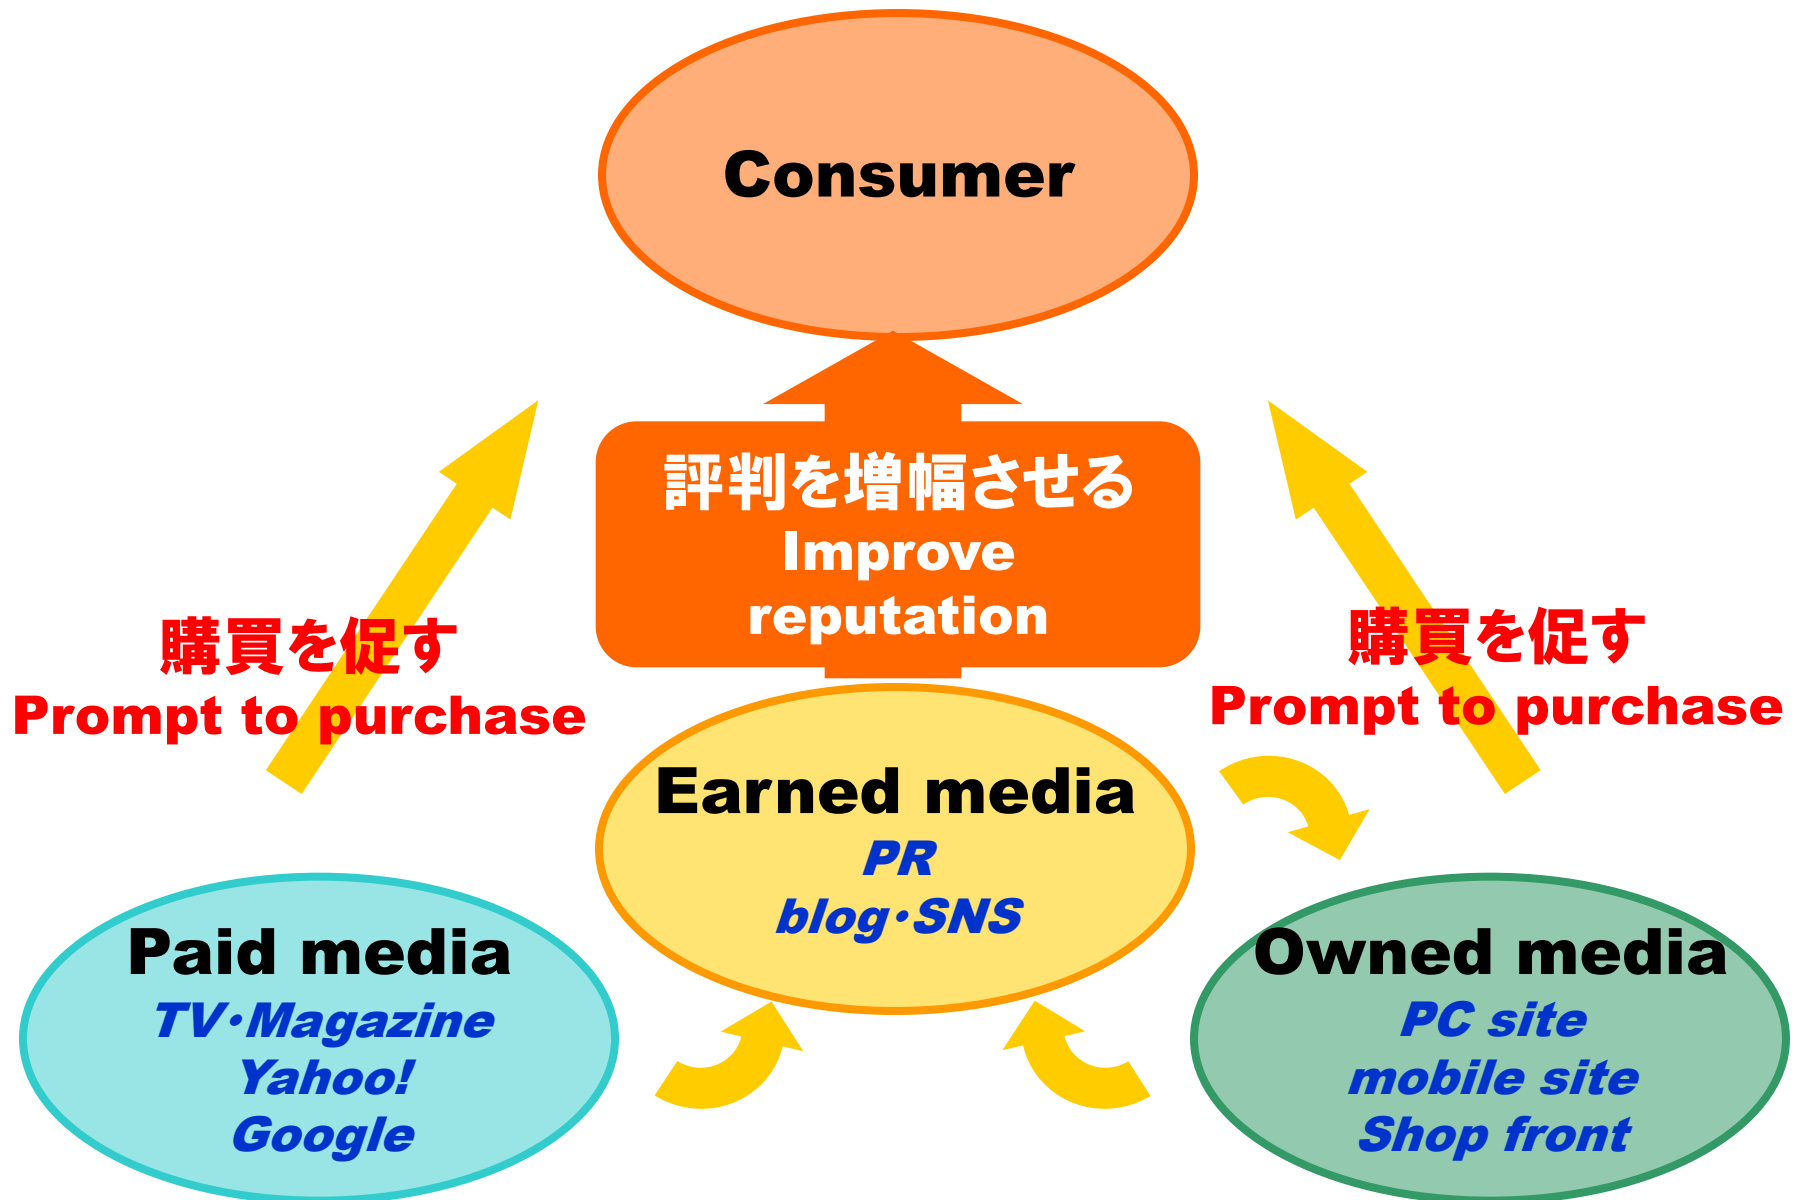 Consumer
評判を増幅させる
Improve
reputation
購買を促す
Prompt to purchase
購買を促す
Prompt to purchase
Earned media
PR
blog・SNS
Paid media
TV・Magazine
Yahoo!
Google
Owned media
PC site
mobile site
Shop front